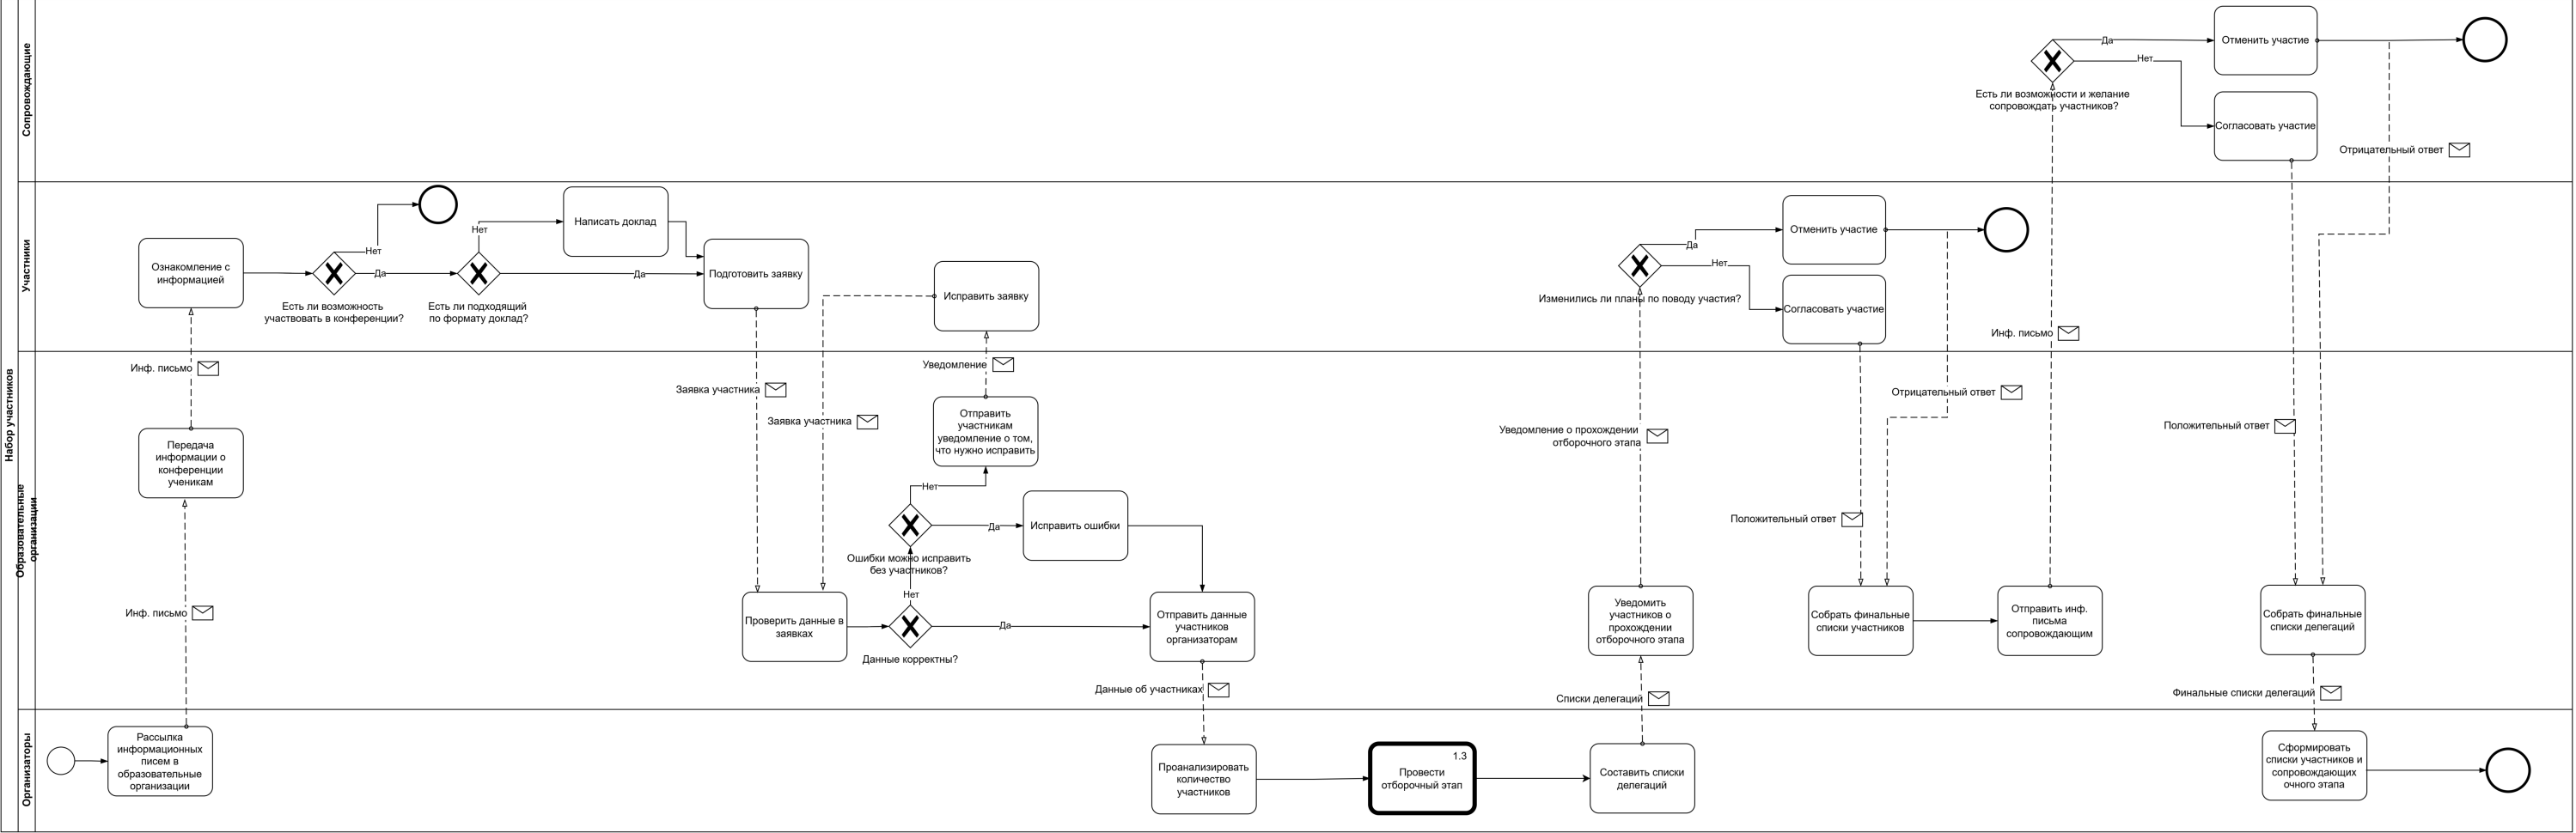 Набор участников
Сопровождающие
Да
Отменить участие
Нет
Есть ли возможности и желание
сопровождать участников?
Согласовать участие
Отрицательный ответ
Участники
Ознакомление с
информацией
Нет
Да
Есть ли возможность
участвовать в конференции?
Нет
Да
Есть ли подходящий
по формату доклад?
Написать доклад
Подготовить заявку
Исправить заявку
Да
Нет
Изменились ли планы по поводу участия?
Отменить участие
Согласовать участие
Инф. письмо
Образовательные
организации
Инф. письмо
Передача
информации о
конференции
ученикам
Инф. письмо
Заявка участника
Заявка участника
Уведомление
Отправить
участникам
уведомление о том,
что нужно исправить
Нет
Да
Исправить ошибки
Ошибки можно исправить
без участников?
Нет
Проверить данные в
заявках
Да
Данные корректны?
Отправить данные
участников
организаторам
Данные об участниках
Уведомление о прохождении
отборочного этапа
Уведомить
участников о
прохождении
отборочного этапа
Списки делегаций
Отрицательный ответ
Положительный ответ
Собрать финальные
списки участников
Отправить инф.
письма
сопровождающим
Положительный ответ
Собрать финальные
списки делегаций
Финальные списки делегаций
Организаторы
Рассылка
информационных
писем в
образовательные
организации
Проанализировать
количество
участников
1.3
Провести
отборочный этап
Составить списки
делегаций
Сформировать
списки участников и
сопровождающих
очного этапа